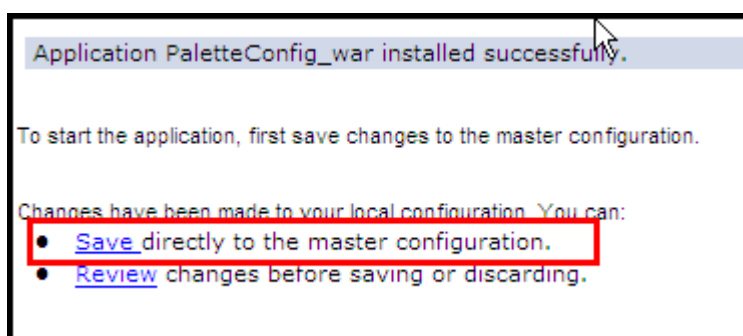 Application PaletteConfig_war installed successfully.
To start the application, first save changes to the master configuration.
Changes have been made to your local configuration. You can:
Save directly to the master configuration.
Review changes before saving or discarding.